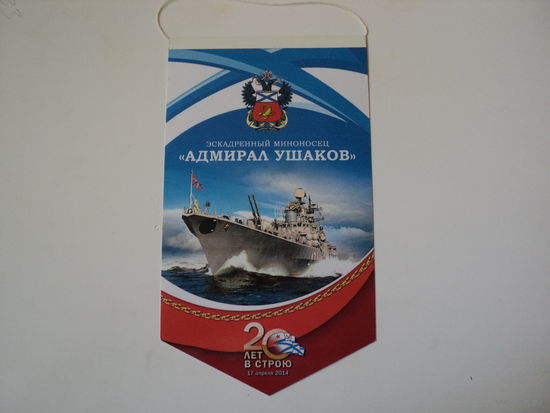 ЭСКАДРЕННЫЙ МИНОНОСЕЦ
«АДМИРАЛ УШАКОВ»
20
ЛЕТ
В СТРОЮ
17 апреля 2014